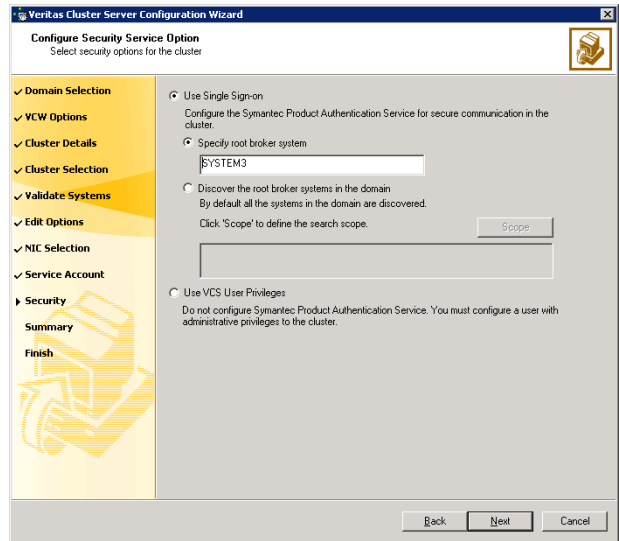 Veritas Cluster Server Configuration Wizard
Configure Security Service Option
Select security options for the cluster
Domain Selection
VCW Options
Cluster Details
Cluster Selection
Validate Systems
Edit Options
NIC Selection
Service Account
Security
Summary
Finish
Use Single Sign-on
Configure the Symantec Product Authentication Service for secure communication in the
cluster.
Specify root broker system
SYSTEM3
Discover the root broker systems in the domain
By default all the systems in the domain are discovered.
Click 'Scope' to define the search scope.
Scope
Use VCS User Privileges
Do not configure Symantec Product Authentication Service. You must configure a user with
administrative privileges to the cluster.
Back
Next
Cancel